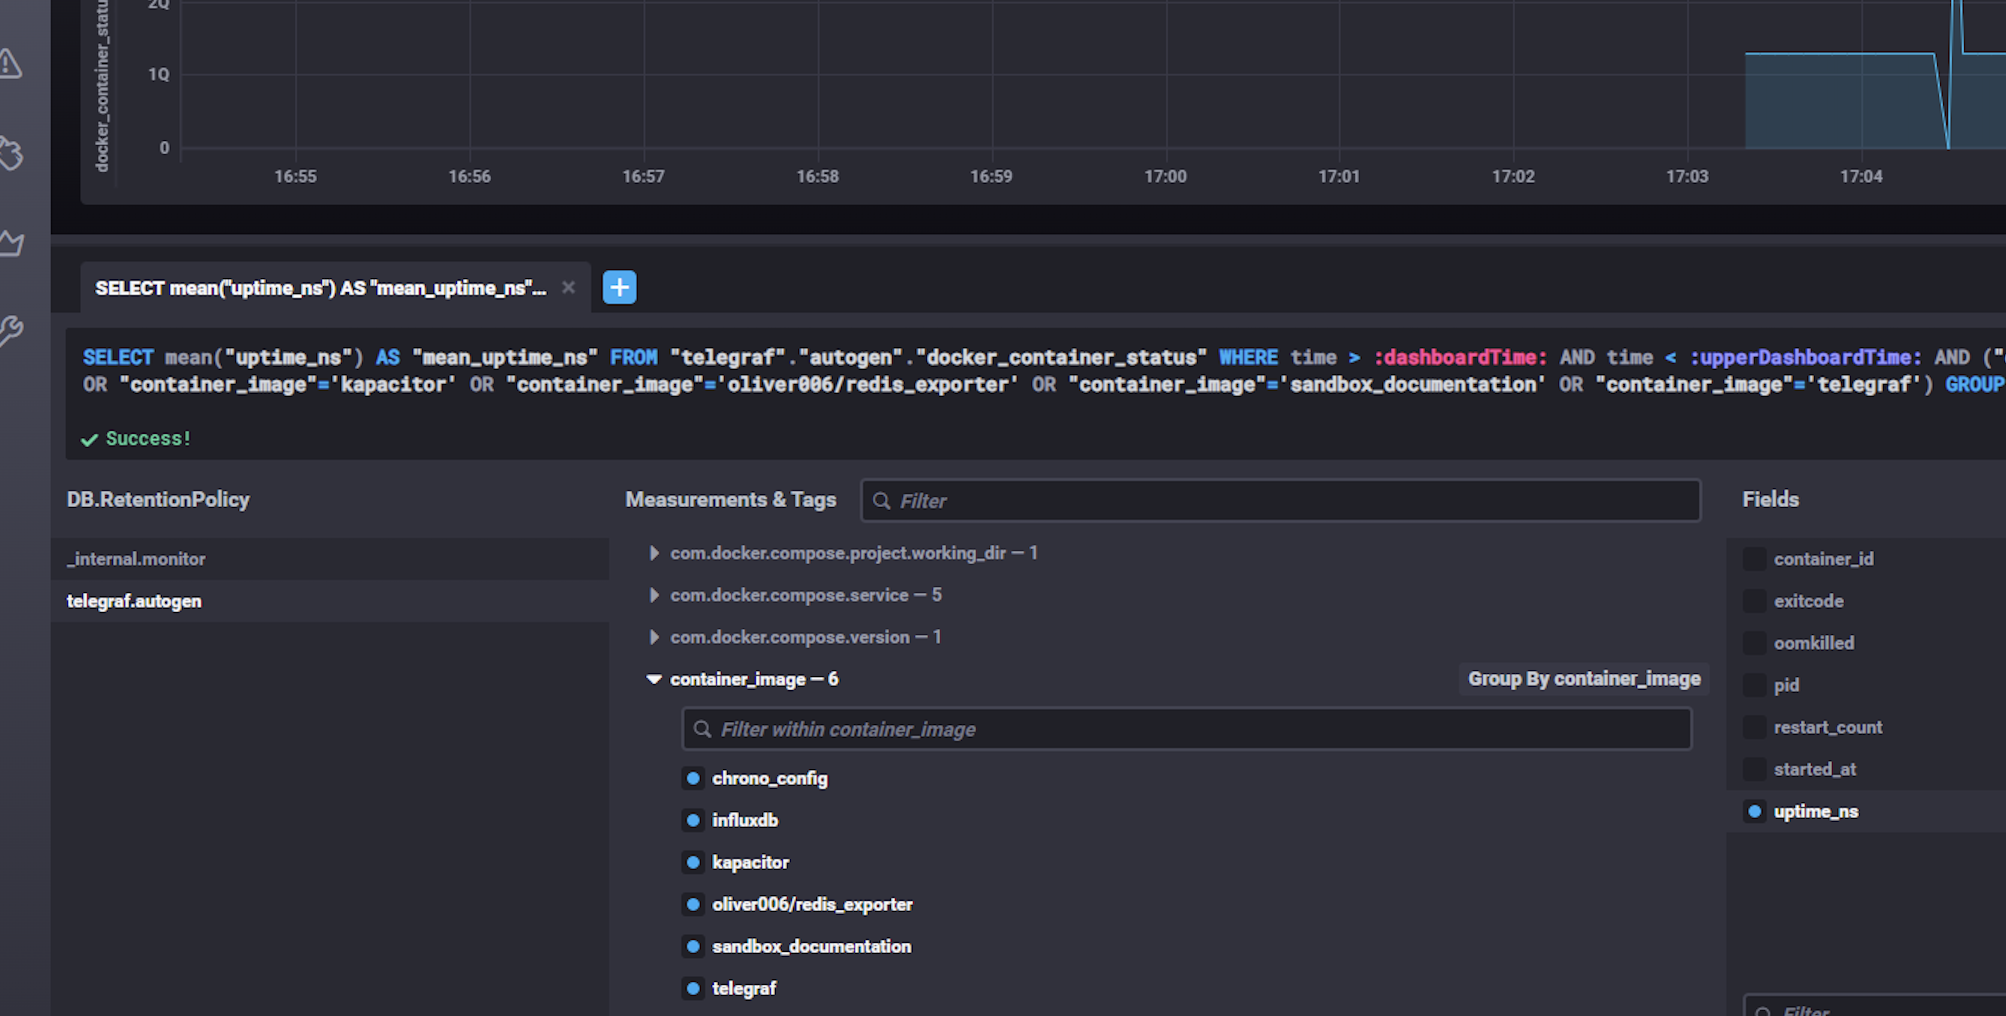 docker_container_statu
2Q
1Q
0
16:55 16:56 16:57 16:58 16:59 17:00 17:01 17:02 17:03 17:04
SELECT mean("uptime_ns") AS "mean_uptime_ns"...
SELECT mean("uptime_ns") AS "mean_uptime_ns" FROM "telegraf"."autogen"."docker_container_status" WHERE time > :dashboardTime: AND time < :upperDashboardTime: AND ("
OR "container_image"='kapacitor' OR "container_image"='oliver006/redis_exporter' OR "container_image"='sandbox_documentation' OR "container_image"='telegraf') GROUP
Success!
DB.RetentionPolicy
_internal.monitor
telegraf.autogen
Measurements & Tags
Filter
com.docker.compose.project.working_dir — 1
com.docker.compose.service — 5
com.docker.compose.version — 1
container_image — 6
Group By container_image
Filter within container_image
chrono_config
influxdb
kapacitor
oliver006/redis_exporter
sandbox_documentation
telegraf
Fields
container_id
exitcode
oomkilled
pid
restart_count
started_at
uptime_ns
Filter